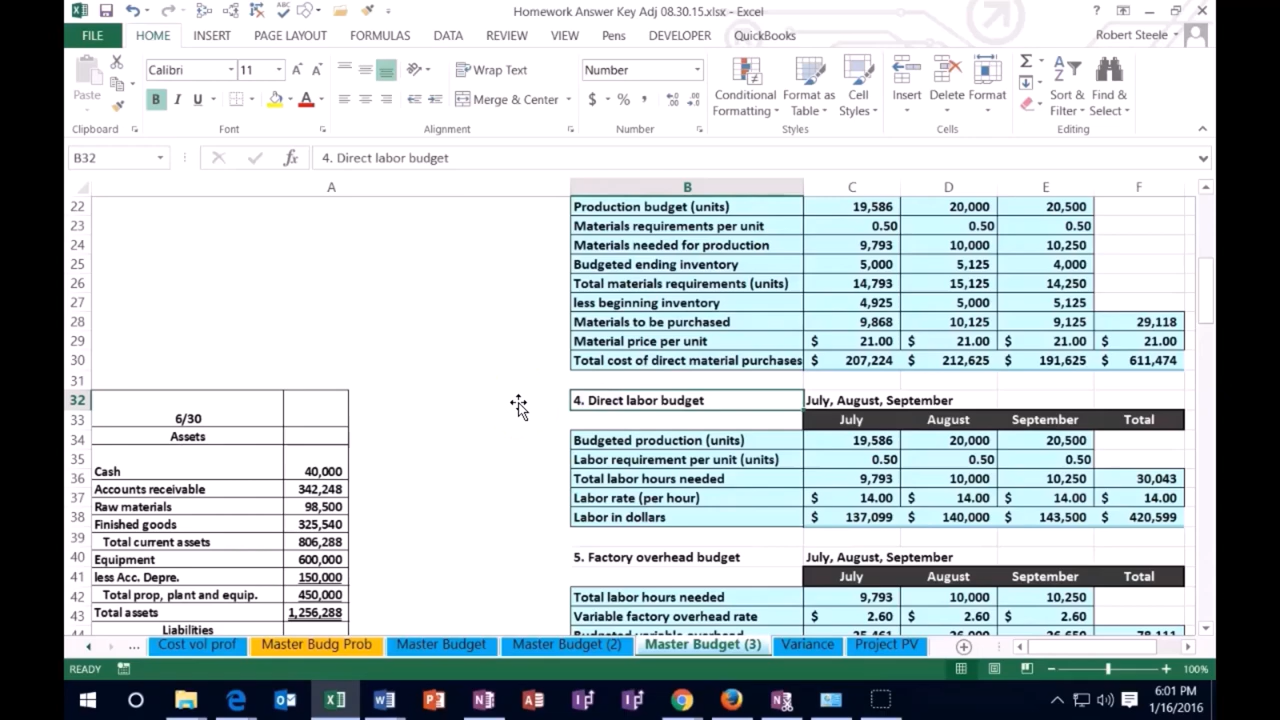 Homework Answer Key Adj 08.30.15.xlsx - Excel
FILE HOME INSERT PAGE LAYOUT FORMULAS DATA REVIEW VIEW Pens DEVELOPER QuickBooks Robert Steele
Paste
Calibri 11
B I U
Wrap Text
Merge & Center
Number
$ % ,
Conditional Formatting
Format as Table
Cell Styles
Insert Delete Format
Sort & Filter
Find & Select
Clipboard Font Alignment Number Styles Cells Editing
B32 fx 4. Direct labor budget
A B C D E F
22 Production budget (units) 19,586 20,000 20,500
23 Materials requirements per unit 0.50 0.50 0.50
24 Materials needed for production 9,793 10,000 10,250
25 Budgeted ending inventory 5,000 5,125 4,000
26 Total materials requirements (units) 14,793 15,125 14,250
27 less beginning inventory 4,925 5,000 5,125
28 Materials to be purchased 9,868 10,125 9,125 29,118
29 Material price per unit $ 21.00 $ 21.00 $ 21.00 $ 21.00
30 Total cost of direct material purchases $ 207,224 $ 212,625 $ 191,625 $ 611,474
31
32 4. Direct labor budget July, August, September
33 6/30 July August September Total
34 Assets Budgeted production (units) 19,586 20,000 20,500
35 Cash 40,000 Labor requirement per unit (units) 0.50 0.50 0.50
36 Accounts receivable 342,248 Total labor hours needed 9,793 10,000 10,250 30,043
37 Raw materials 98,500 Labor rate (per hour) $ 14.00 $ 14.00 $ 14.00 $ 14.00
38 Finished goods 325,540 Labor in dollars $ 137,099 $ 140,000 $ 143,500 $ 420,599
39 Total current assets 806,288
40 Equipment 600,000 5. Factory overhead budget July, August, September
41 less Acc. Depre. 150,000 July August September Total
42 Total prop, plant and equip. 450,000 Total labor hours needed 9,793 10,000 10,250
43 Total assets 1,256,288 Variable factory overhead rate $ 2.60 $ 2.60 $ 2.60
44 Liabilities Budgeted variable overhead 25,461 26,000 26,650 78,111
... Cost vol prof Master Budg Prob Master Budget Master Budget (2) Master Budget (3) Variance Project PV
READY 100%
6:01 PM
1/16/2016